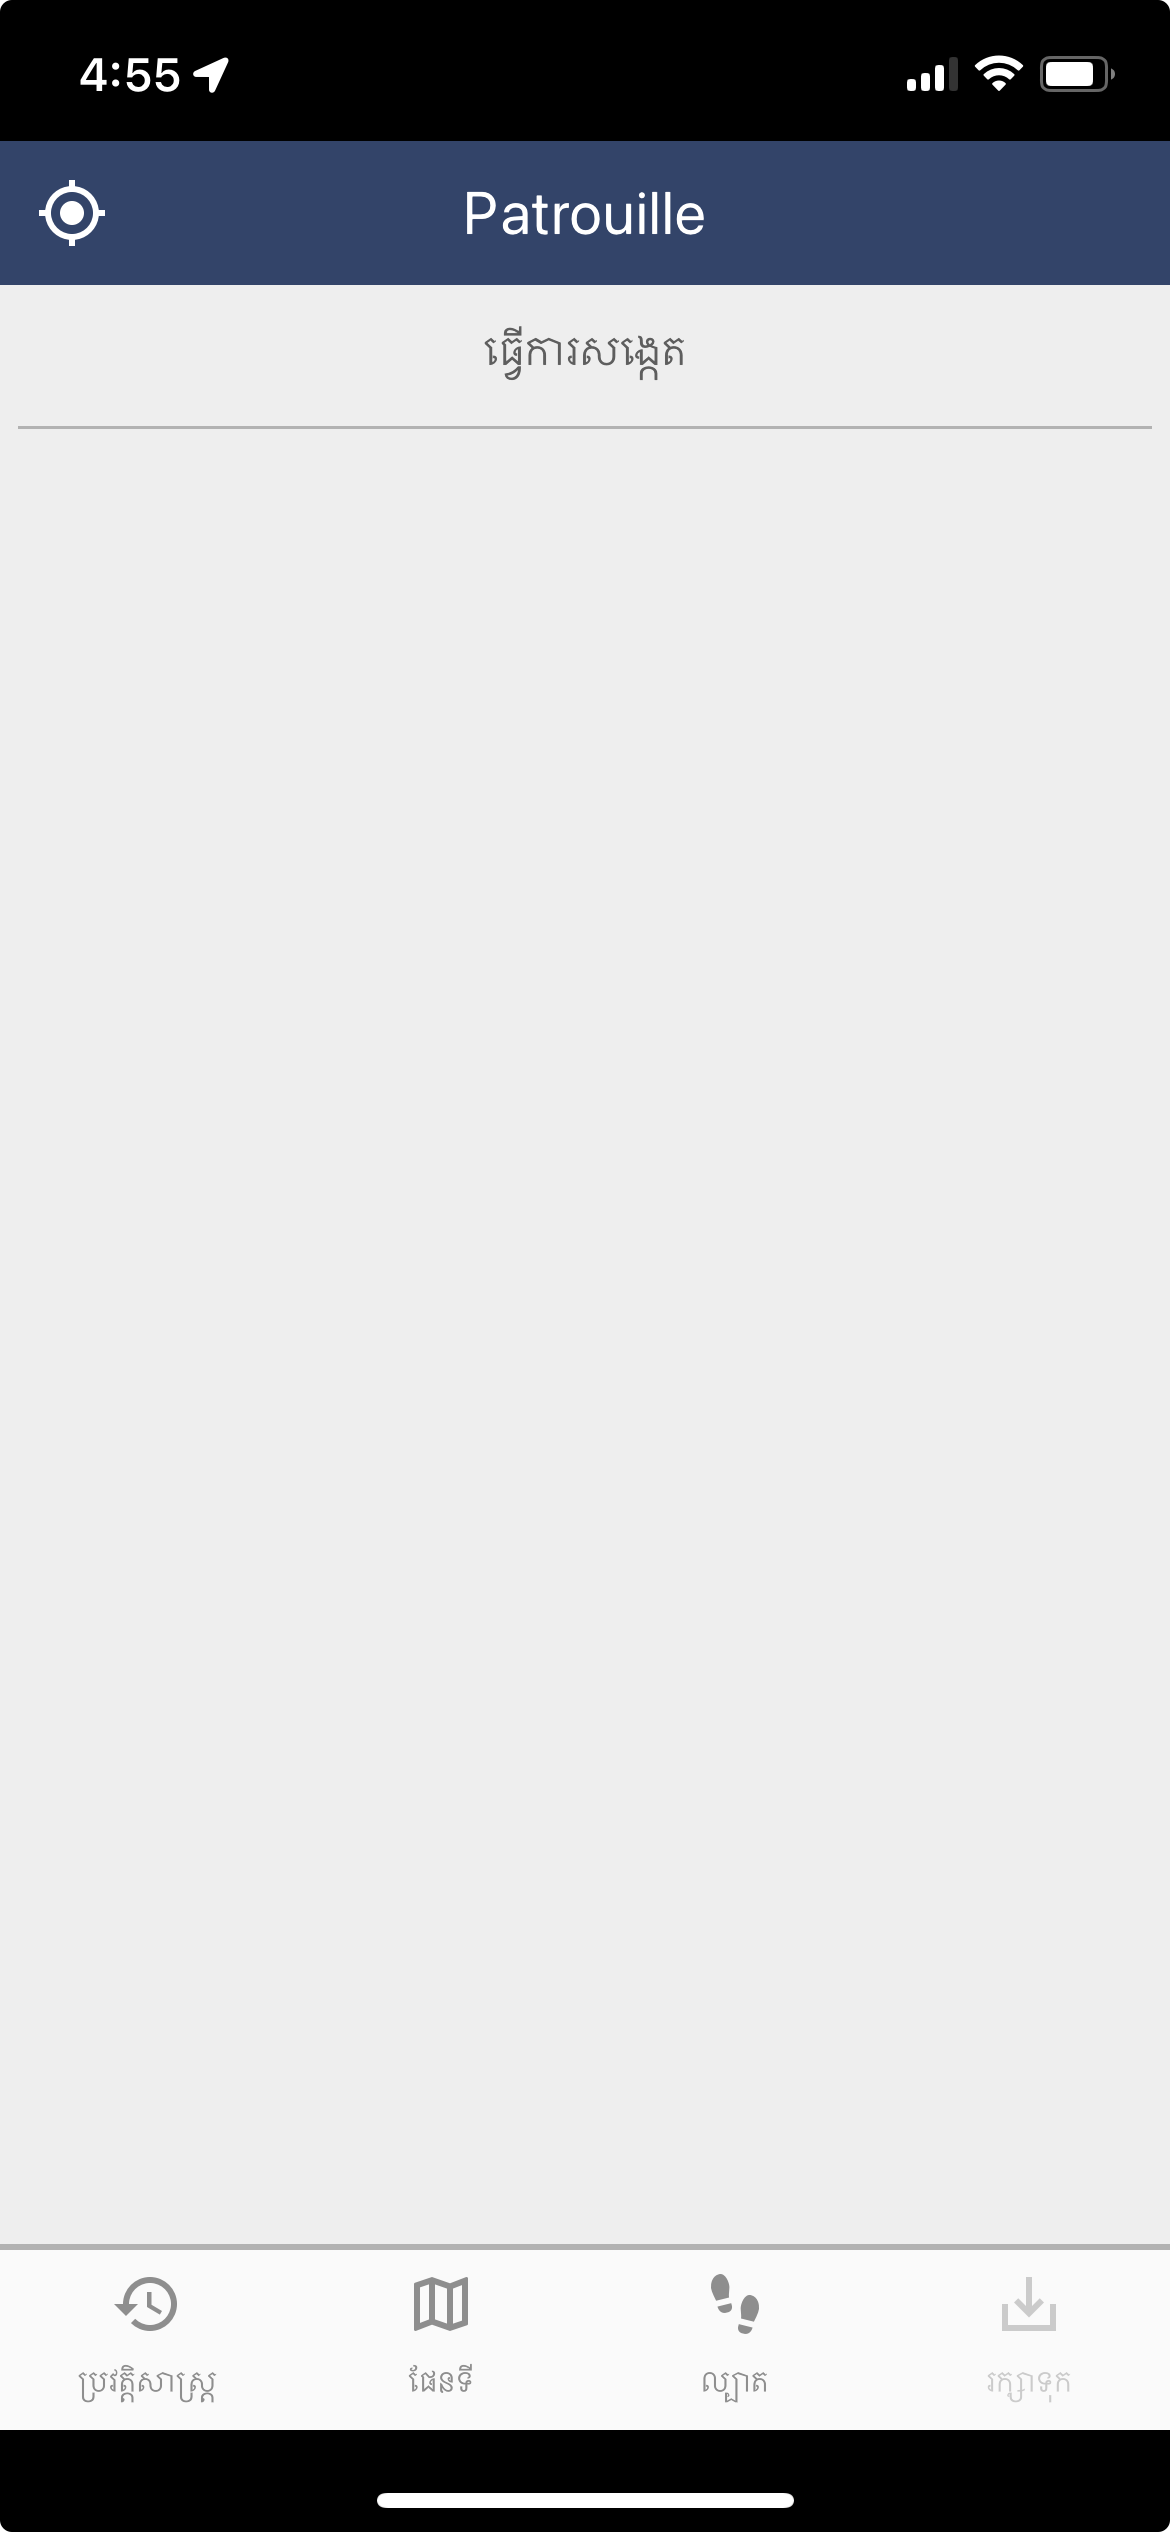 4:55
Patrouille
ធ្វើការសង្កេត
ប្រវត្តិសាស្ត្រ
ផែនទី
ល្បាត
រក្សាទុក